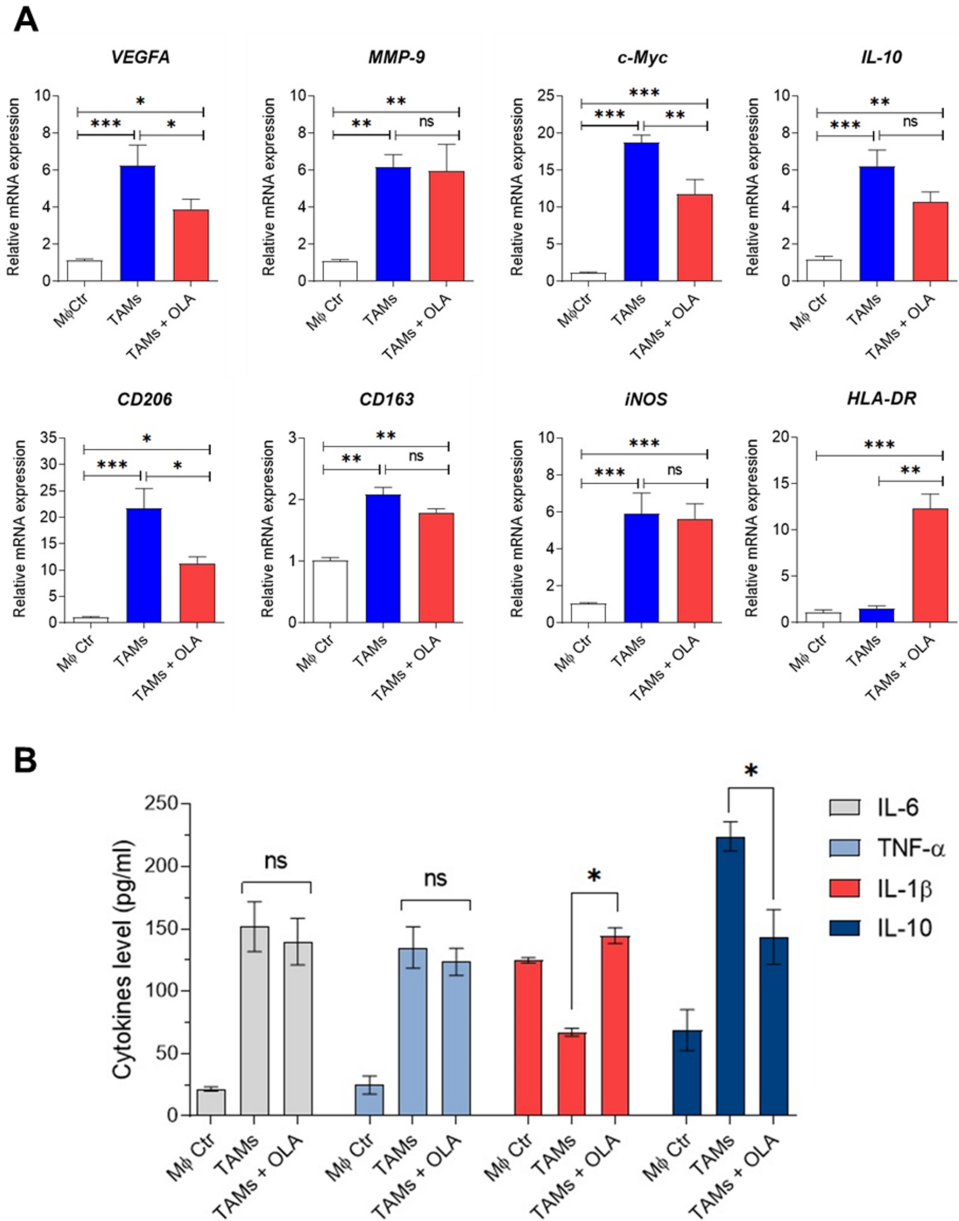 A
VEGFA
MMP-9
c-Myc
IL-10
Relative mRNA expression
10
8
6
4
2
0
*
***
*
MϕCtr
TAMs
TAMs + OLA
Relative mRNA expression
10
8
6
4
2
0
**
**
ns
Mϕ Ctr
TAMs
TAMs + OLA
Relative mRNA expression
25
20
15
10
5
0
***
***
**
MϕCtr
TAMs
TAMs + OLA
Relative mRNA expression
10
8
6
4
2
0
**
***
ns
Mϕ Ctr
TAMs
TAMs + OLA
CD206
CD163
iNOS
HLA-DR
Relative mRNA expression
35
30
25
20
15
10
5
0
*
***
*
Mϕ Ctr
TAMs
TAMs + OLA
Relative mRNA expression
3
2
1
0
**
**
ns
Mϕ Ctr
TAMs
TAMs + OLA
Relative mRNA expression
10
8
6
4
2
0
***
***
ns
Mϕ Ctr
TAMs
TAMs + OLA
Relative mRNA expression
20
15
10
5
0
***
**
Mϕ Ctr
TAMs
TAMs + OLA
B
Cytokines level (pg/ml)
250
200
150
100
50
0
ns
ns
*
*
Mϕ Ctr
TAMs
TAMs + OLA
Mϕ Ctr
TAMs
TAMs + OLA
Mϕ Ctr
TAMs
TAMs + OLA
Mϕ Ctr
TAMs
TAMs + OLA
IL-6
TNF-α
IL-1β
IL-10